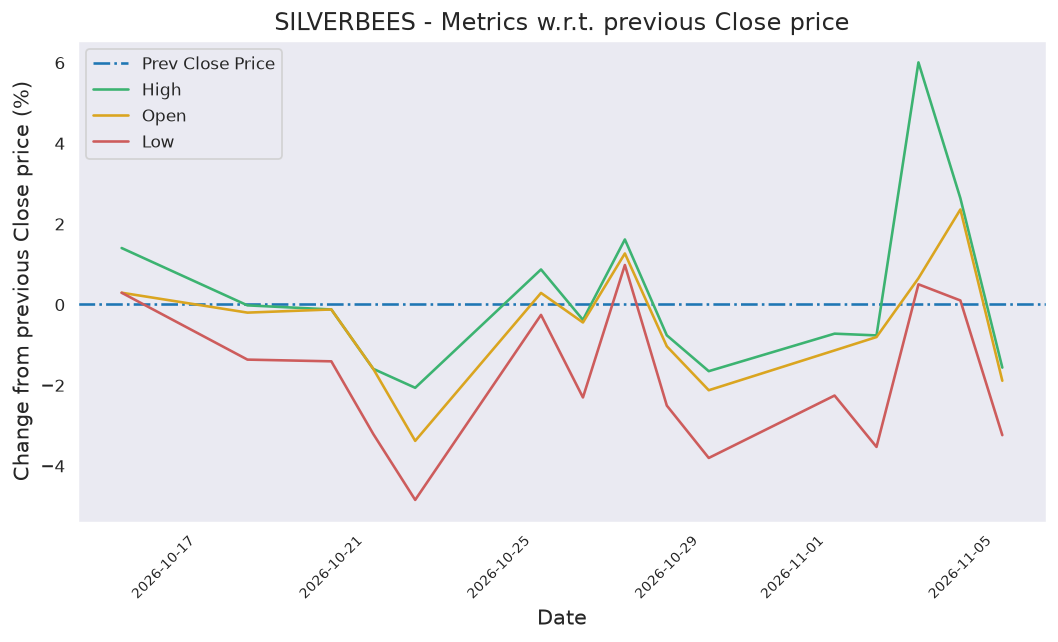 SILVERBEES - Metrics w.r.t. previous Close price
Prev Close Price
High
Open
Low
Change from previous Close price (%)
6
4
2
0
−2
−4
2026-10-17
2026-10-21
2026-10-25
2026-10-29
2026-11-01
2026-11-05
Date